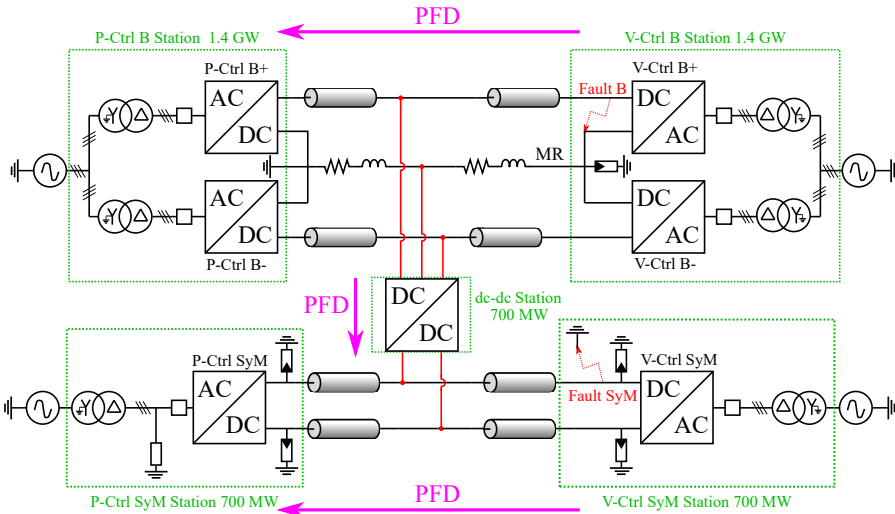 PFD
P-Ctrl B Station 1.4 GW
V-Ctrl B Station 1.4 GW
P-Ctrl B+
Fault B
V-Ctrl B+
AC
DC
DC
AC
Y
Δ
Δ
Y
MR
AC
DC
DC
AC
Y
Δ
Δ
Y
P-Ctrl B-
V-Ctrl B-
PFD
DC
DC
dc-dc Station
700 MW
P-Ctrl SyM
V-Ctrl SyM
Fault SyM
AC
DC
DC
AC
Y
Δ
Δ
Y
P-Ctrl SyM Station 700 MW
PFD
V-Ctrl SyM Station 700 MW